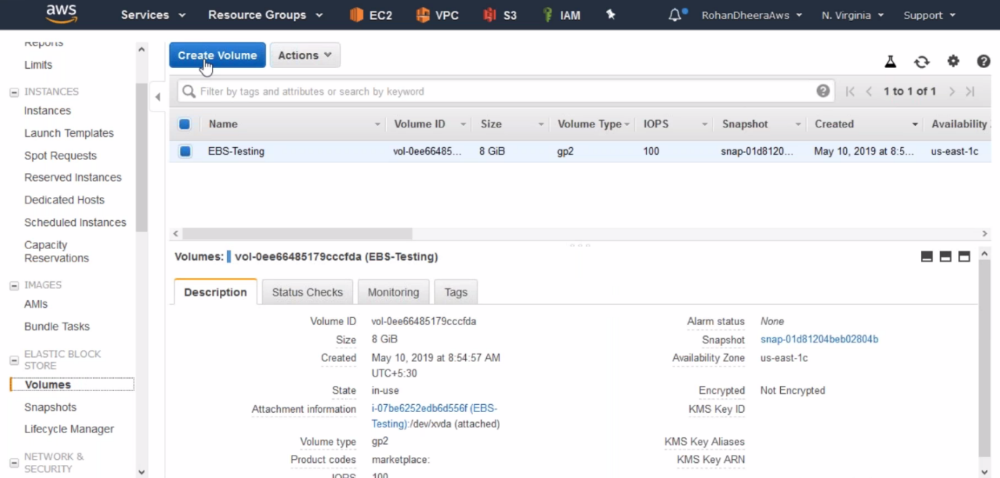 aws Services Resource Groups EC2 VPC S3 IAM RohanDheeraAws N. Virginia Support
Reports
Limits
INSTANCES
Instances
Launch Templates
Spot Requests
Reserved Instances
Dedicated Hosts
Scheduled Instances
Capacity
Reservations
IMAGES
AMIs
Bundle Tasks
ELASTIC BLOCK
STORE
Volumes
Snapshots
Lifecycle Manager
NETWORK &
SECURITY
Create Volume Actions
Filter by tags and attributes or search by keyword 1 to 1 of 1
Name Volume ID Size Volume Type IOPS Snapshot Created Availability
EBS-Testing vol-0ee66485... 8 GiB gp2 100 snap-01d8120... May 10, 2019 at 8:5... us-east-1c
Volumes: vol-0ee66485179cccfda (EBS-Testing)
Description Status Checks Monitoring Tags
Volume ID vol-0ee66485179cccfda
Size 8 GiB
Created May 10, 2019 at 8:54:57 AM
UTC+5:30
State in-use
Attachment information i-07be6252edb6d556f (EBS-
Testing):/dev/xvda (attached)
Volume type gp2
Product codes marketplace:
IOPS 100
Alarm status None
Snapshot snap-01d81204beb02804b
Availability Zone us-east-1c
Encrypted Not Encrypted
KMS Key ID
KMS Key Aliases
KMS Key ARN